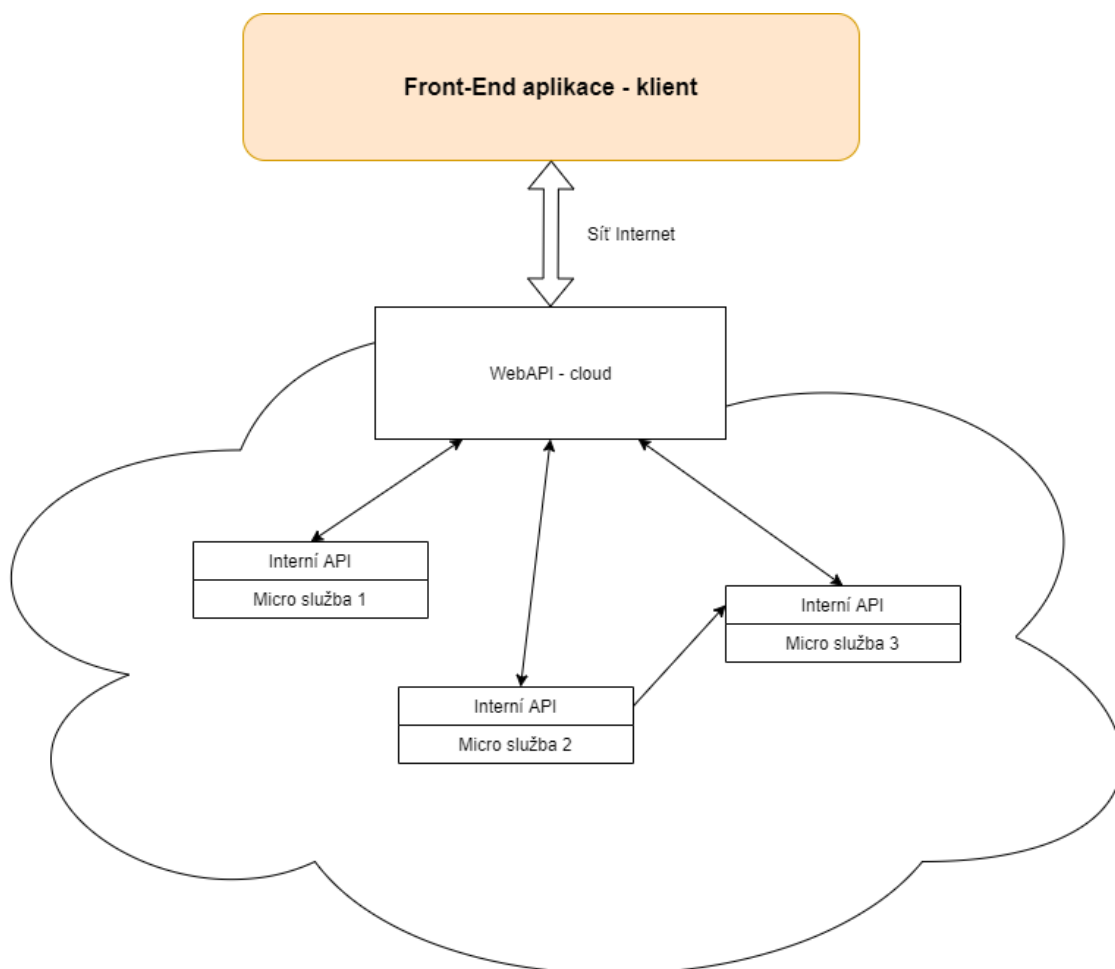 Front-End aplikace - klient
Síť Internet
WebAPI - cloud
Interní API
Micro služba 1
Interní API
Micro služba 3
Interní API
Micro služba 2